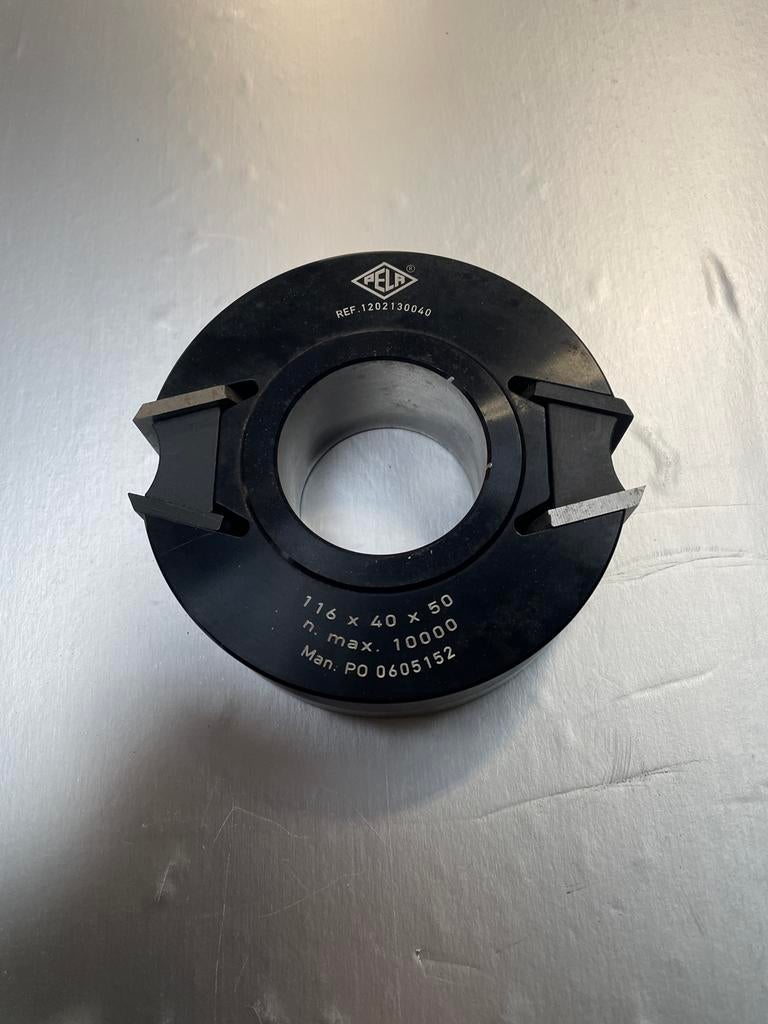 PELA ®
REF.1202130040
116 x 40 x 50
n. max. 10000
Man. PO 0605152